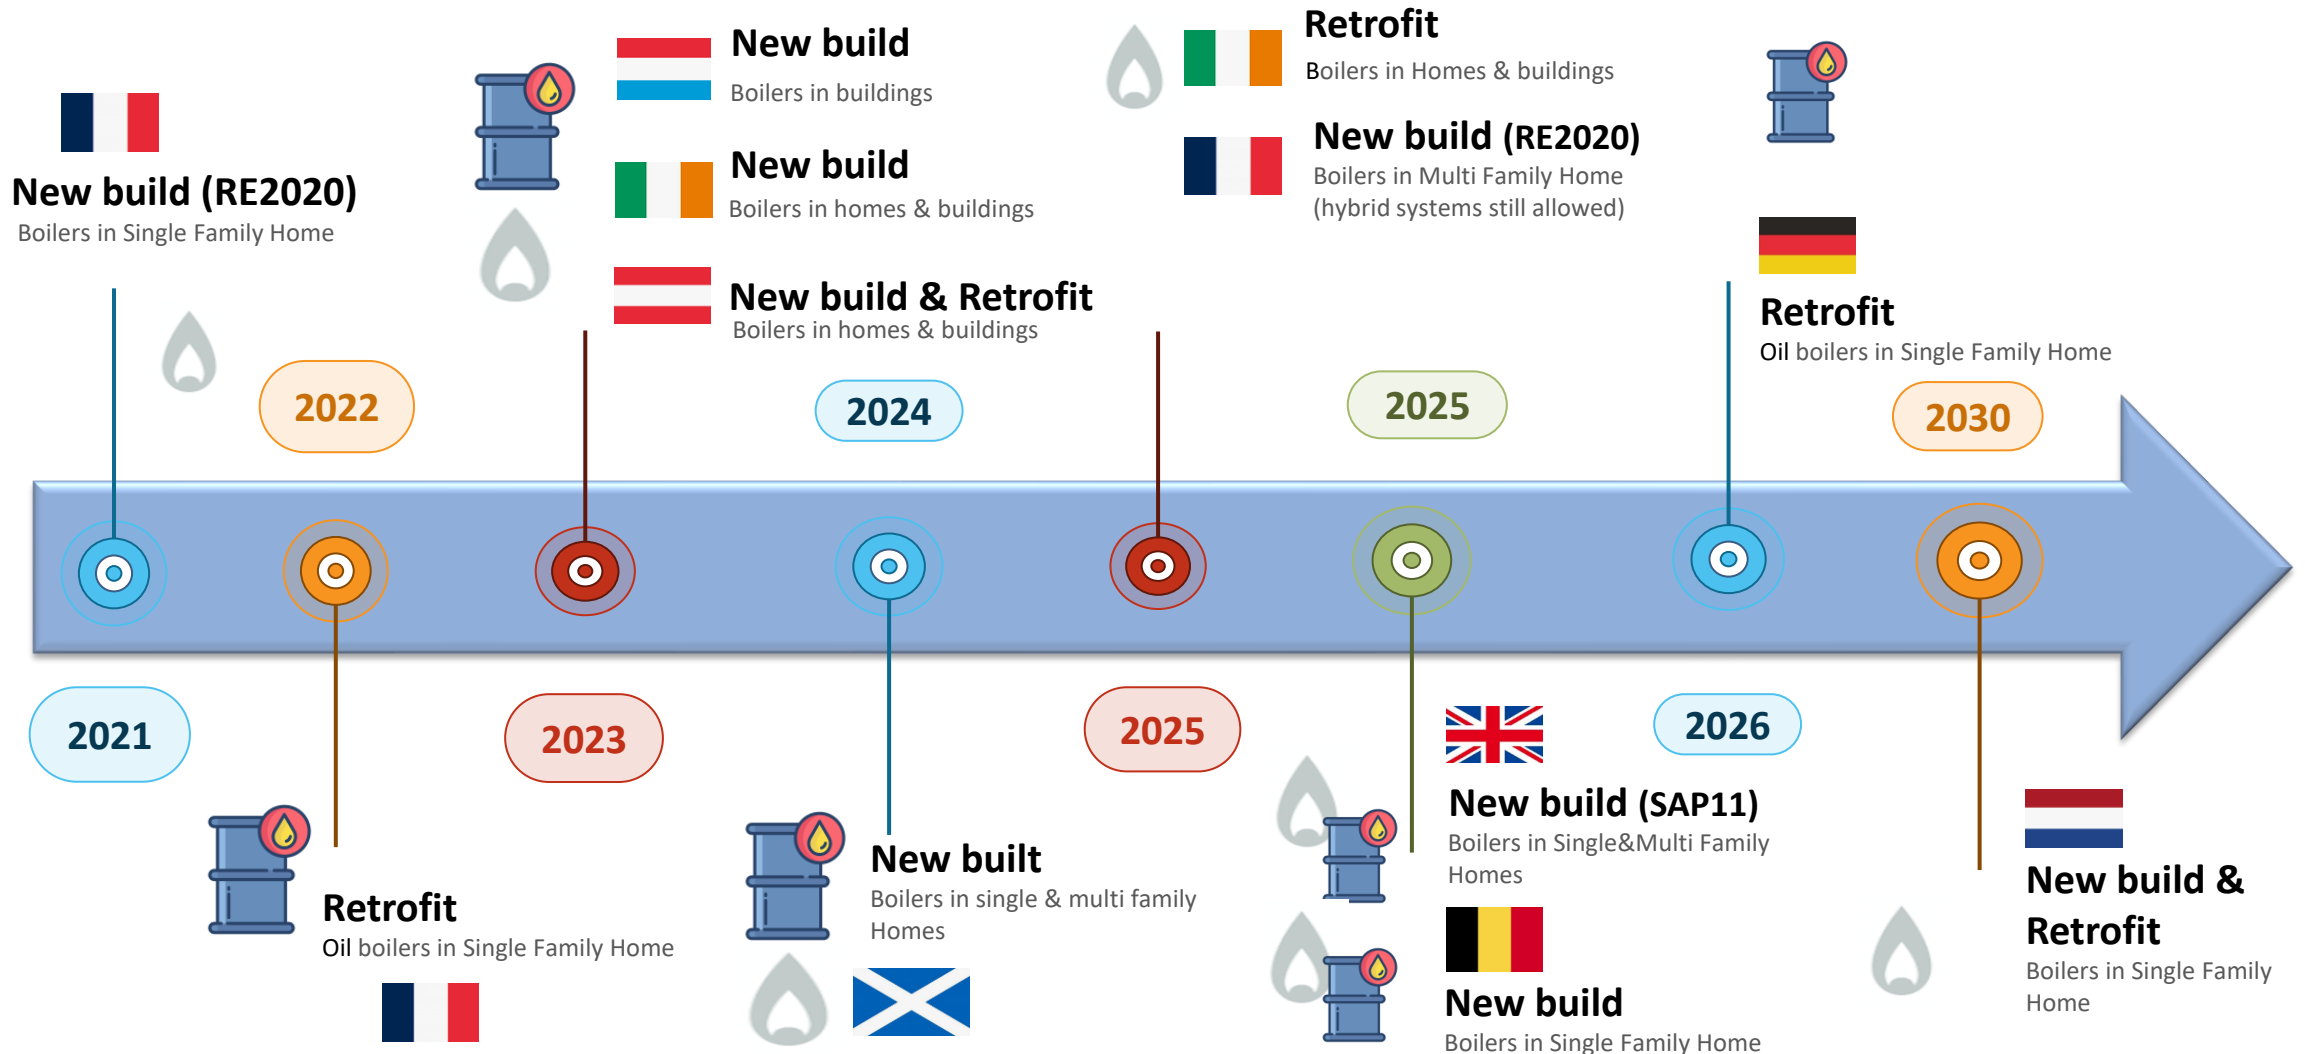 New build (RE2020)
Boilers in Single Family Home
New build
Boilers in buildings
New build
Boilers in homes & buildings
New build & Retrofit
Boilers in homes & buildings
Retrofit
Boilers in Homes & buildings
New build (RE2020)
Boilers in Multi Family Home
(hybrid systems still allowed)
Retrofit
Oil boilers in Single Family Home
2022
2024
2025
2030
2021
2023
2025
2026
Retrofit
Oil boilers in Single Family Home
New built
Boilers in single & multi family
Homes
New build (SAP11)
Boilers in Single&Multi Family
Homes
New build
Boilers in Single Family Home
New build &
Retrofit
Boilers in Single Family
Home